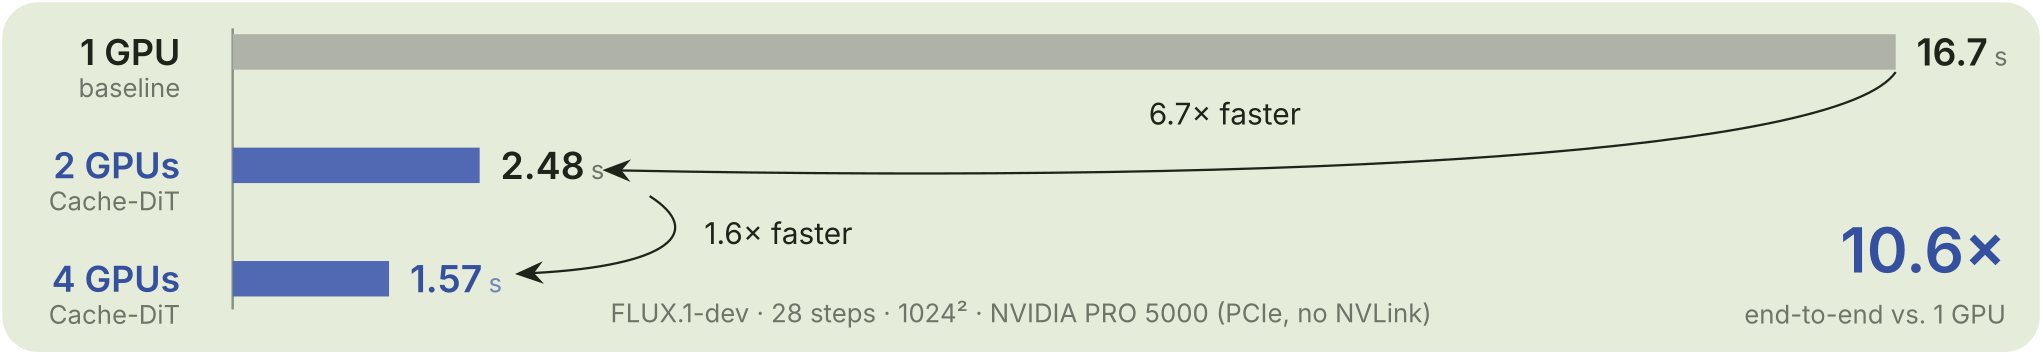 1 GPU
baseline
16.7 s
6.7× faster
2 GPUs
Cache-DiT
2.48 s
1.6× faster
4 GPUs
Cache-DiT
1.57 s
10.6×
end-to-end vs. 1 GPU
FLUX.1-dev · 28 steps · 1024² · NVIDIA PRO 5000 (PCIe, no NVLink)